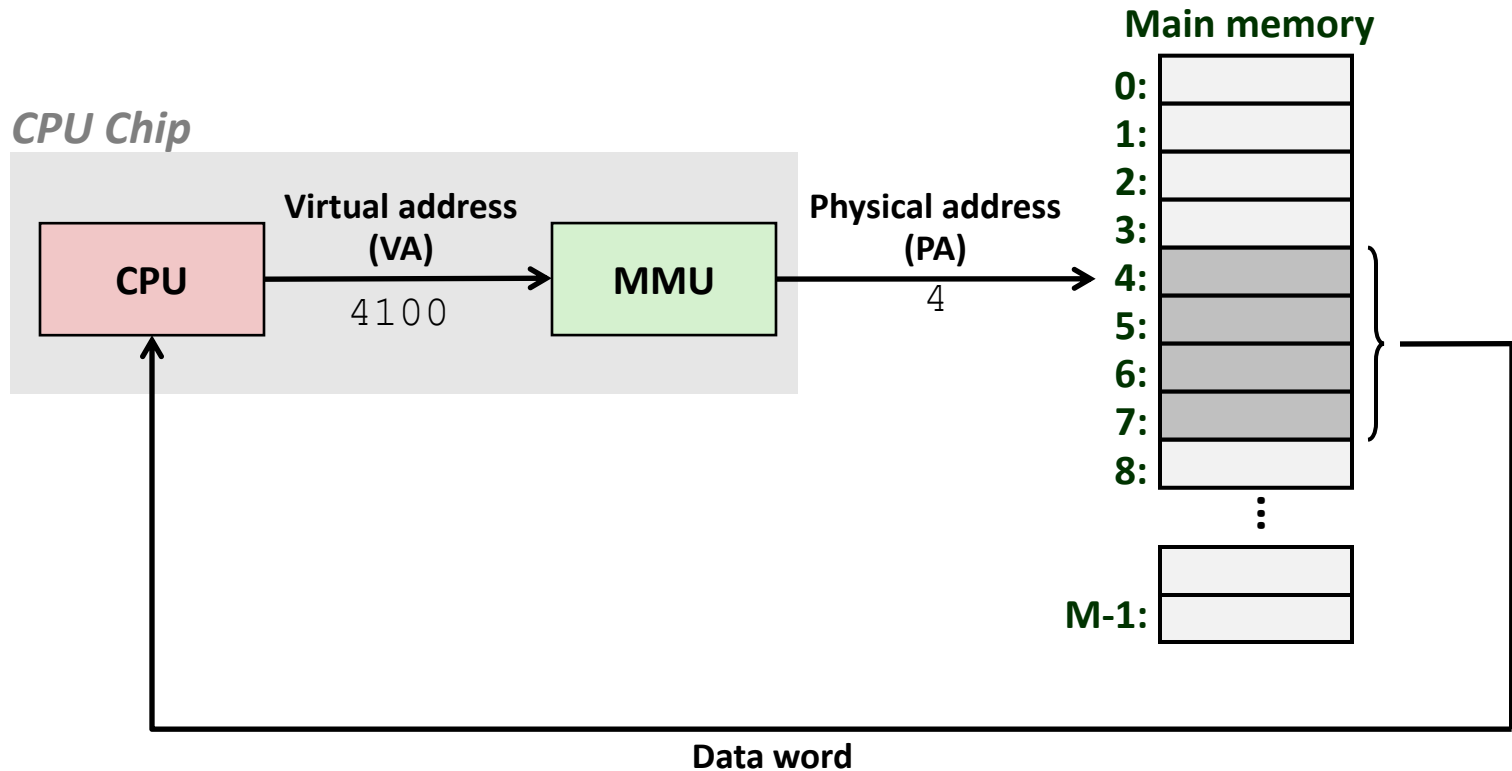 Main memory
0:
CPU Chip
1:
2:
Virtual address
(VA)
Physical address
(PA)
3:
CPU
MMU
4:
4100
4
5:
6:
7:
8:
M-1:
Data word